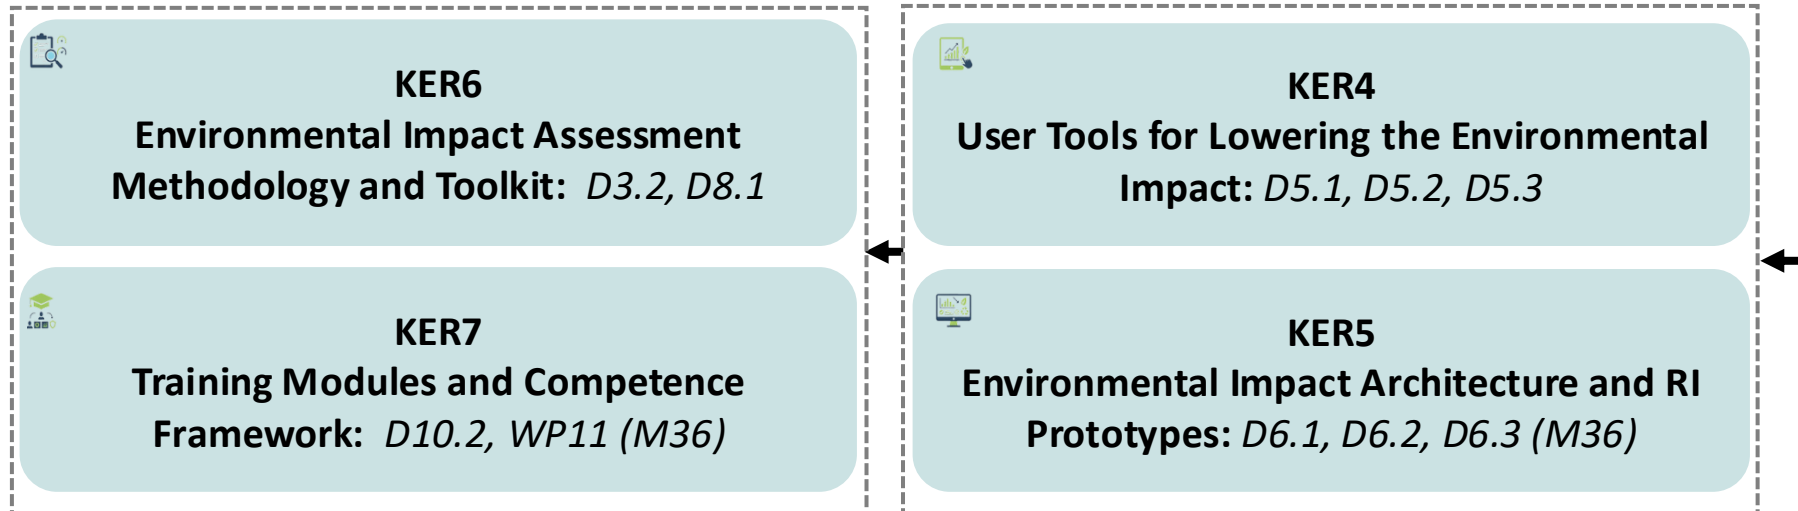 KER6
Environmental Impact Assessment
Methodology and Toolkit: D3.2, D8.1
KER7
Training Modules and Competence
Framework: D10.2, WP11 (M36)
KER4
User Tools for Lowering the Environmental
Impact: D5.1, D5.2, D5.3
KER5
Environmental Impact Architecture and RI
Prototypes: D6.1, D6.2, D6.3 (M36)